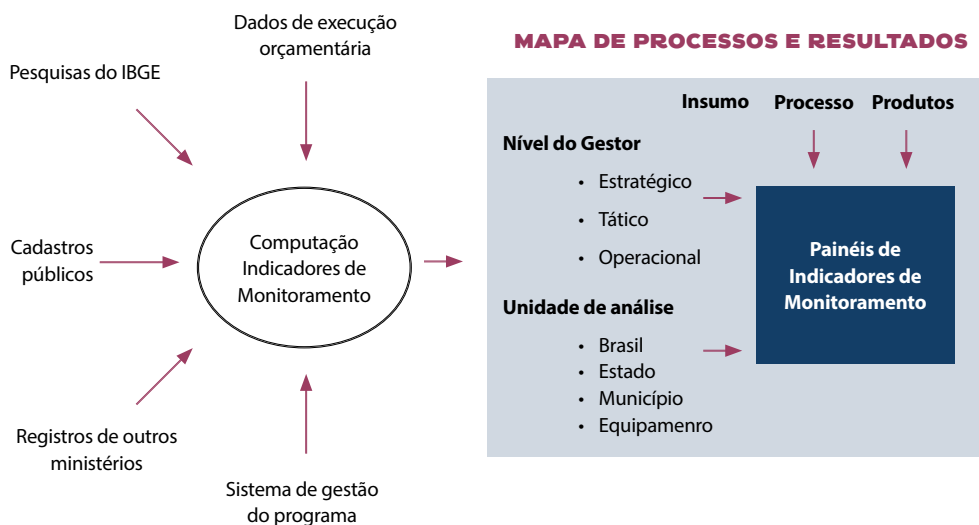 Dados de execução
orçamentária
Pesquisas do IBGE
Cadastros
públicos
Computação
Indicadores de
Monitoramento
Registros de outros
ministérios
Sistema de gestão
do programa
MAPA DE PROCESSOS E RESULTADOS
Insumo Processo Produtos
Nível do Gestor
• Estratégico
• Tático
• Operacional
Unidade de análise
• Brasil
• Estado
• Município
• Equipamenro
Painéis de
Indicadores de
Monitoramento